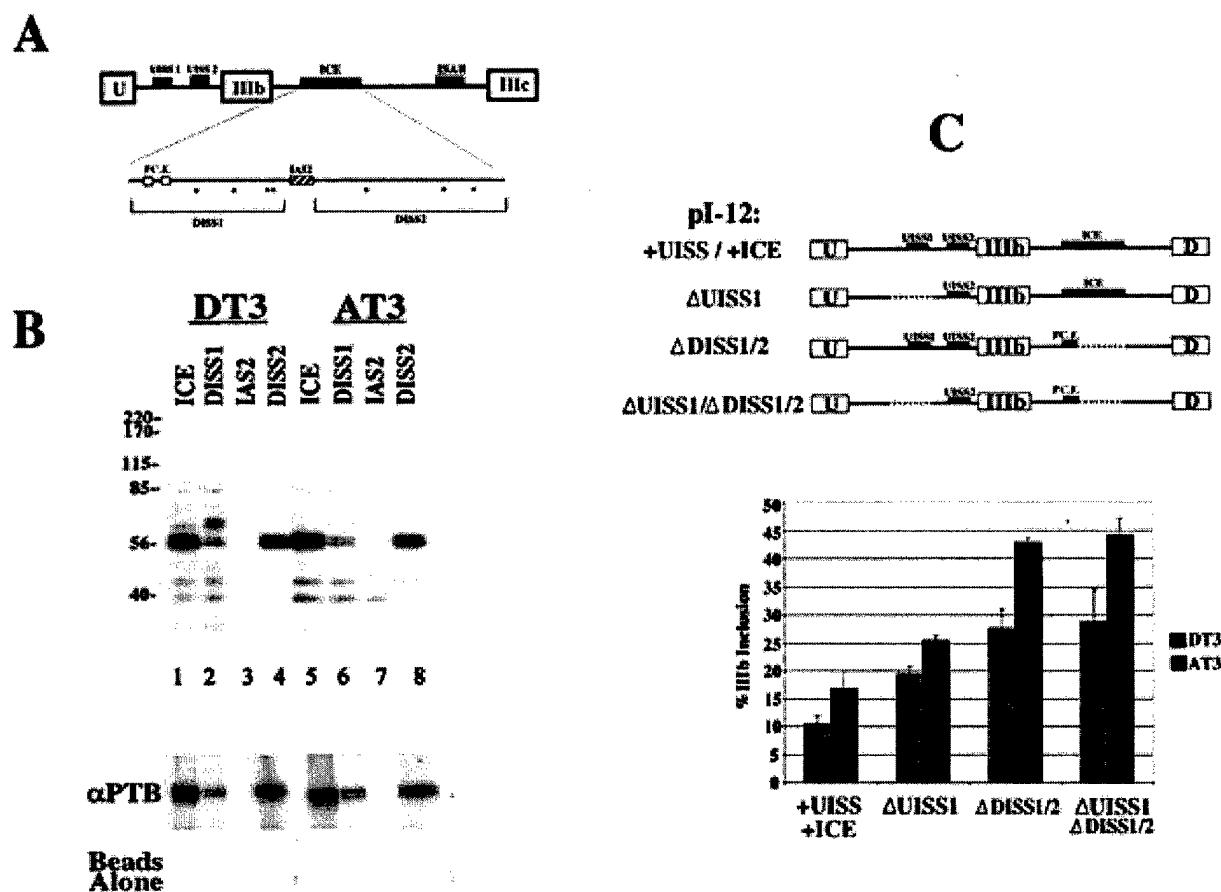 A
UISS1 UISS2 ICE ISAR
U IIIb IIIc
IAS2
DISS1 DISS2
B
DT3 AT3
ICE DISS1 IAS2 DISS2 ICE DISS1 IAS2 DISS2
220-
170-
115-
85-
56-
40-
1 2 3 4 5 6 7 8
αPTB
Beads
Alone
C
pI-12:
+UISS / +ICE U UISS1 UISS2 IIIb ICE D
ΔUISS1 U UISS2 IIIb ICE D
ΔDISS1/2 U UISS1 UISS2 IIIb D
ΔUISS1/ΔDISS1/2 U UISS2 IIIb D
% IIIb Inclusion
50
45
40
35
30
25
20
15
10
5
0
DT3
AT3
+UISS
+ICE
ΔUISS1
ΔDISS1/2
ΔUISS1
ΔDISS1/2